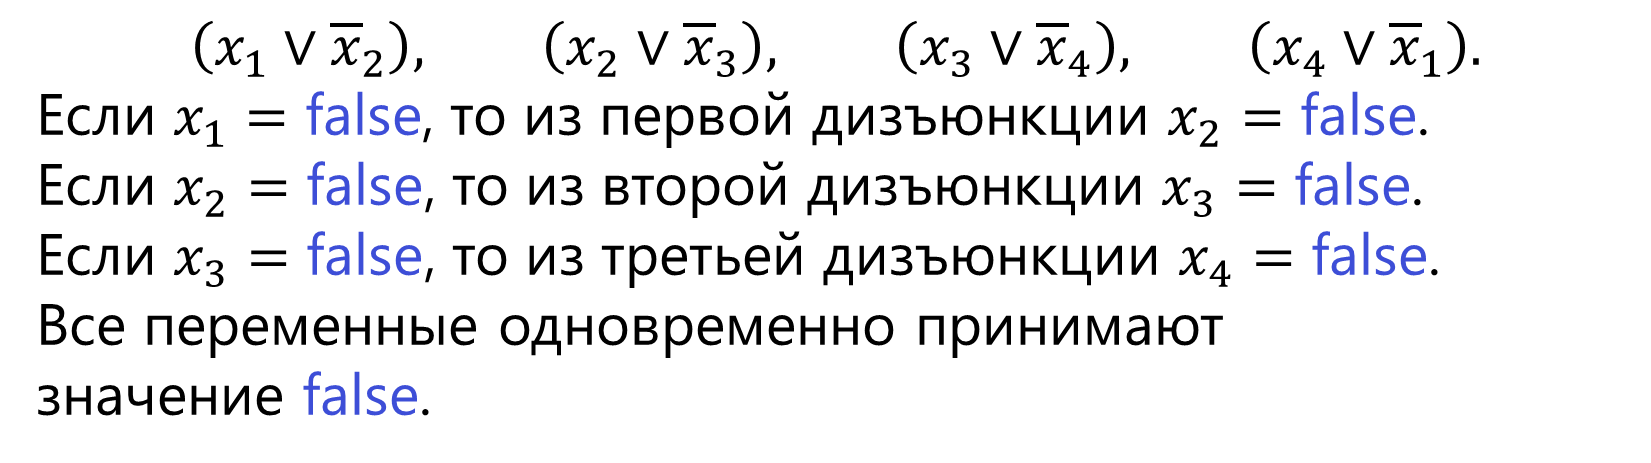 (x₁ ∨ x̅₂), (x₂ ∨ x̅₃), (x₃ ∨ x̅₄), (x₄ ∨ x̅₁).
Если x₁ = false, то из первой дизъюнкции x₂ = false.
Если x₂ = false, то из второй дизъюнкции x₃ = false.
Если x₃ = false, то из третьей дизъюнкции x₄ = false.
Все переменные одновременно принимают
значение false.